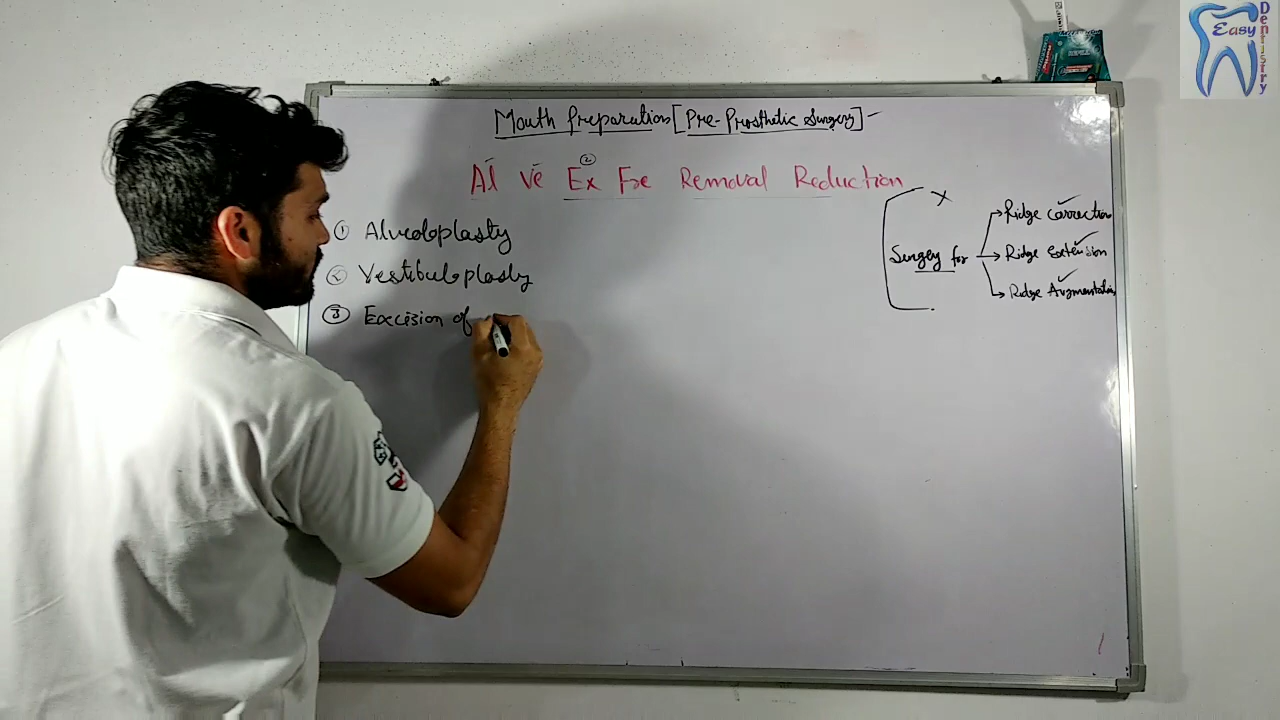 Mouth Preparation [Pre-Prosthetic Surgery] -
②
Al Ve Ex Fre Removal Reduction
① Alveoloplasty
② Vestibuloplasty
③ Excision of
Surgery for
Ridge Correction
Ridge Extension
Ridge Augmentation
Easy
Dentistry